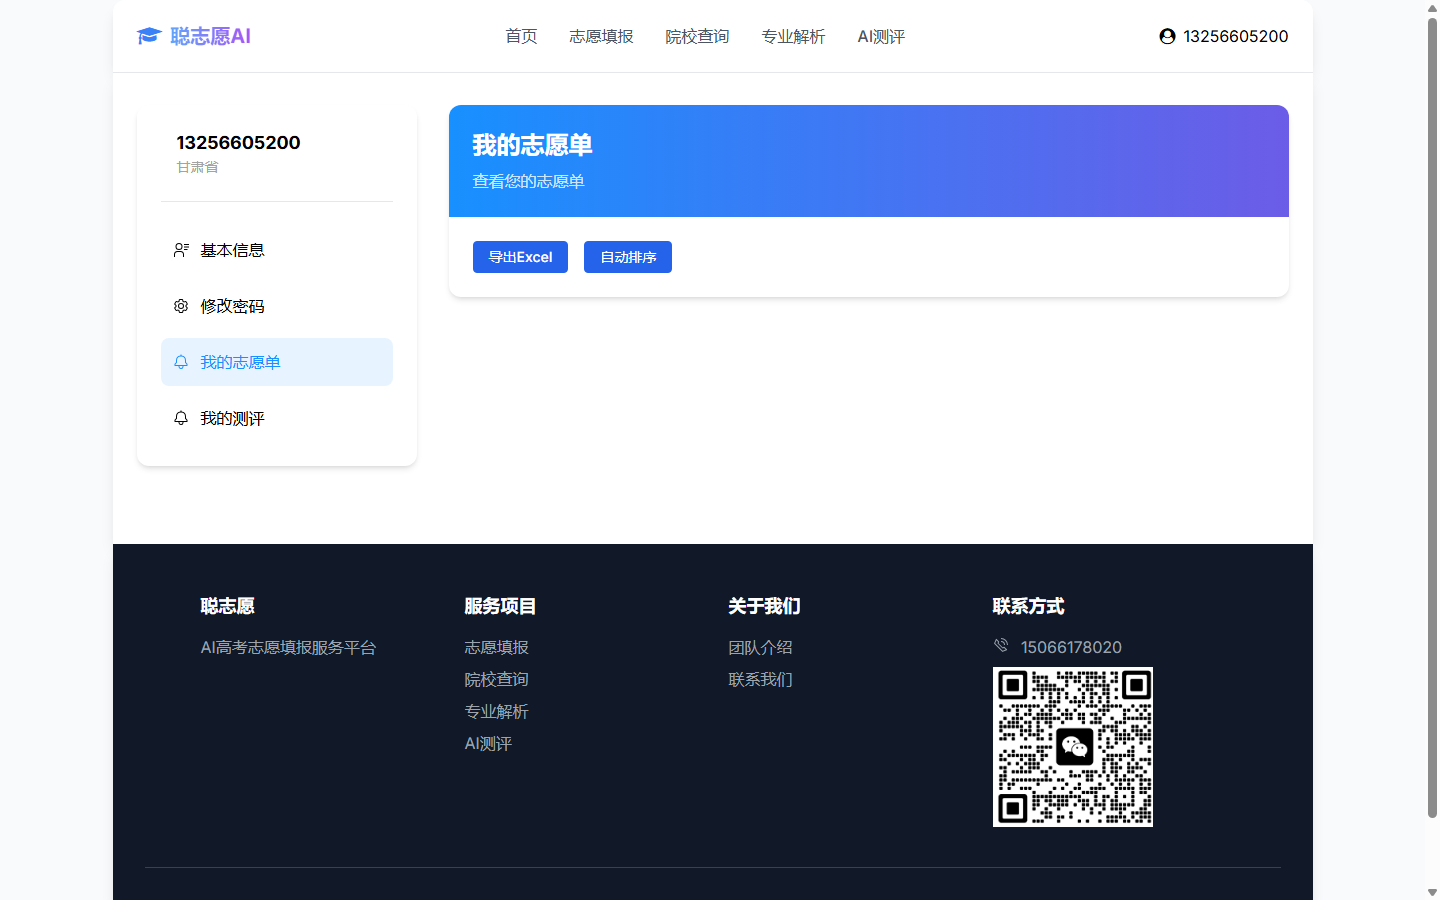 聪志愿AI
首页
志愿填报
院校查询
专业解析
AI测评
13256605200
13256605200
甘肃省
基本信息
修改密码
我的志愿单
我的测评
我的志愿单
查看您的志愿单
导出Excel
自动排序
聪志愿
AI高考志愿填报服务平台
服务项目
志愿填报
院校查询
专业解析
AI测评
关于我们
团队介绍
联系我们
联系方式
15066178020